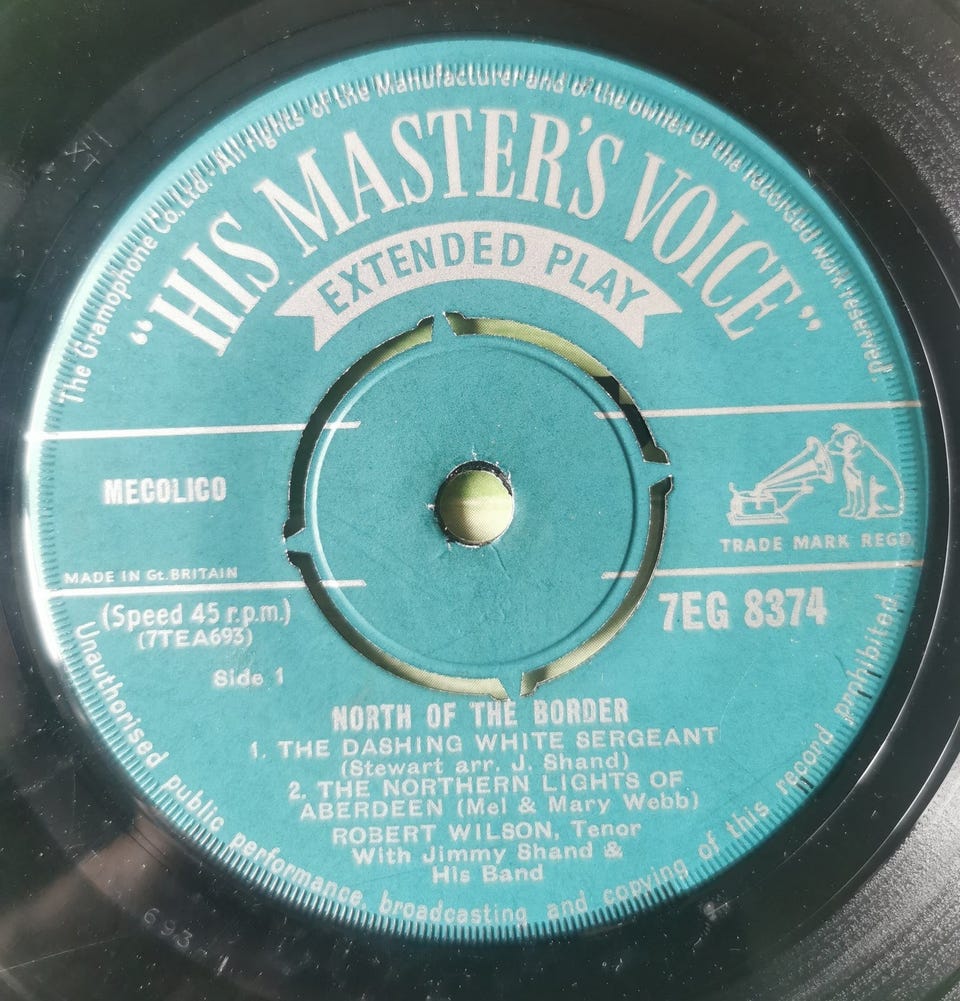 The Gramophone Co. Ltd. All rights of the Manufacturer and of the owner of the recorded work reserved.
“HIS MASTER'S VOICE”
EXTENDED PLAY
MECOLICO
TRADE MARK REGD
MADE IN Gt. BRITAIN
(Speed 45 r.p.m.)
(7TEA693)
Side 1
7EG 8374
NORTH OF THE BORDER
1. THE DASHING WHITE SERGEANT
(Stewart arr. J. Shand)
2. THE NORTHERN LIGHTS OF
ABERDEEN (Mel & Mary Webb)
ROBERT WILSON, Tenor
With Jimmy Shand &
His Band
Unauthorised public performance, broadcasting and copying of this record prohibited
693